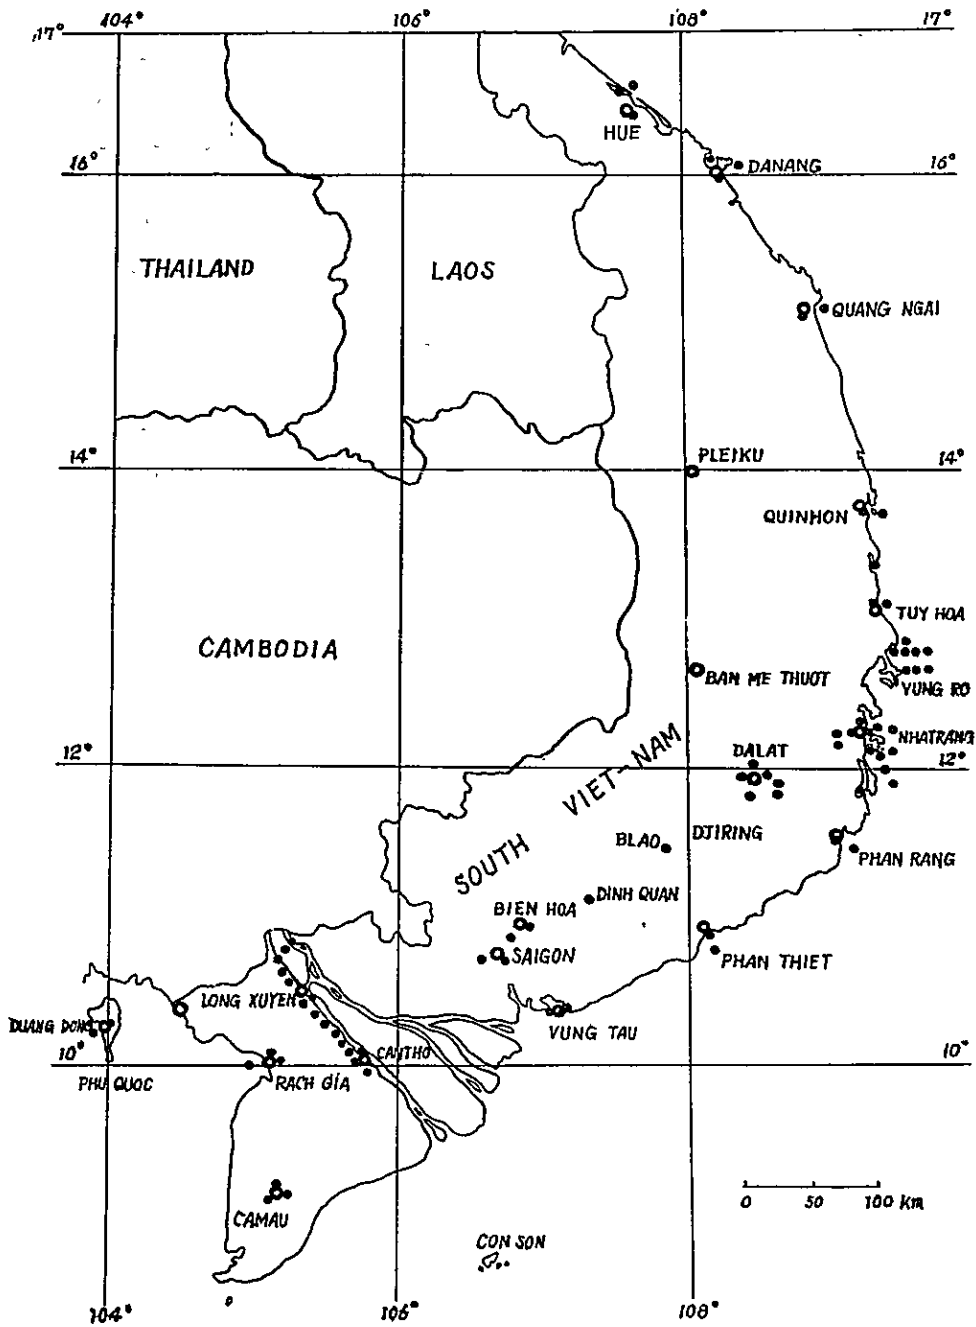 104° 106° 108° 17°
17°
HUE
16° DANANG 16°
THAILAND LAOS
QUANG NGAI
PLEIKU
14° 14°
QUINHON
TUY HOA
CAMBODIA
BAN ME THUOT
YUNG RO
NHATRANG
12° DALAT 12°
SOUTH VIET-NAM
BLAO DJIRING
PHAN RANG
DINH QUAN
BIEN HOA
SAIGON
PHAN THIET
LONG XUYEN
DUANG DONG
VUNG TAU
CANTHO
10° 10°
PHU QUOC RACH GIA
CAMAU
0 50 100 Km
CON SON
104° 106° 108°